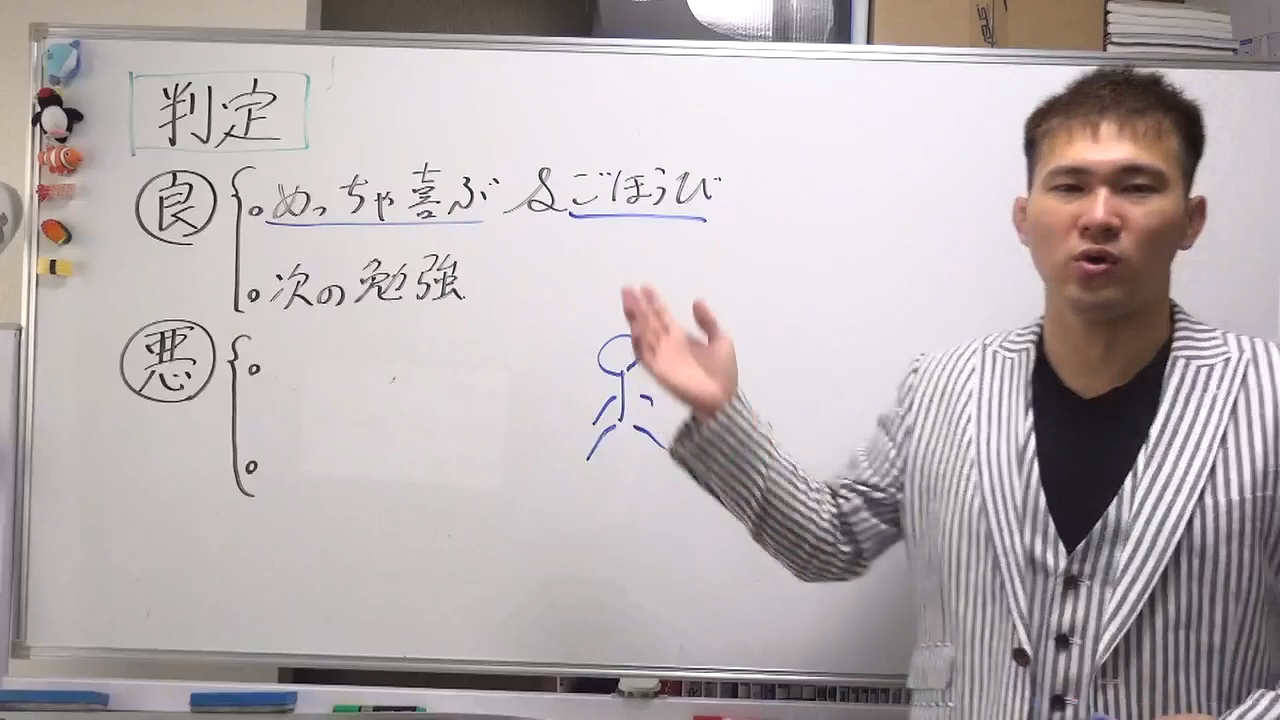 判定
良 。めっちゃ喜ぶ &ごほうび
。次の勉強
悪 。
。